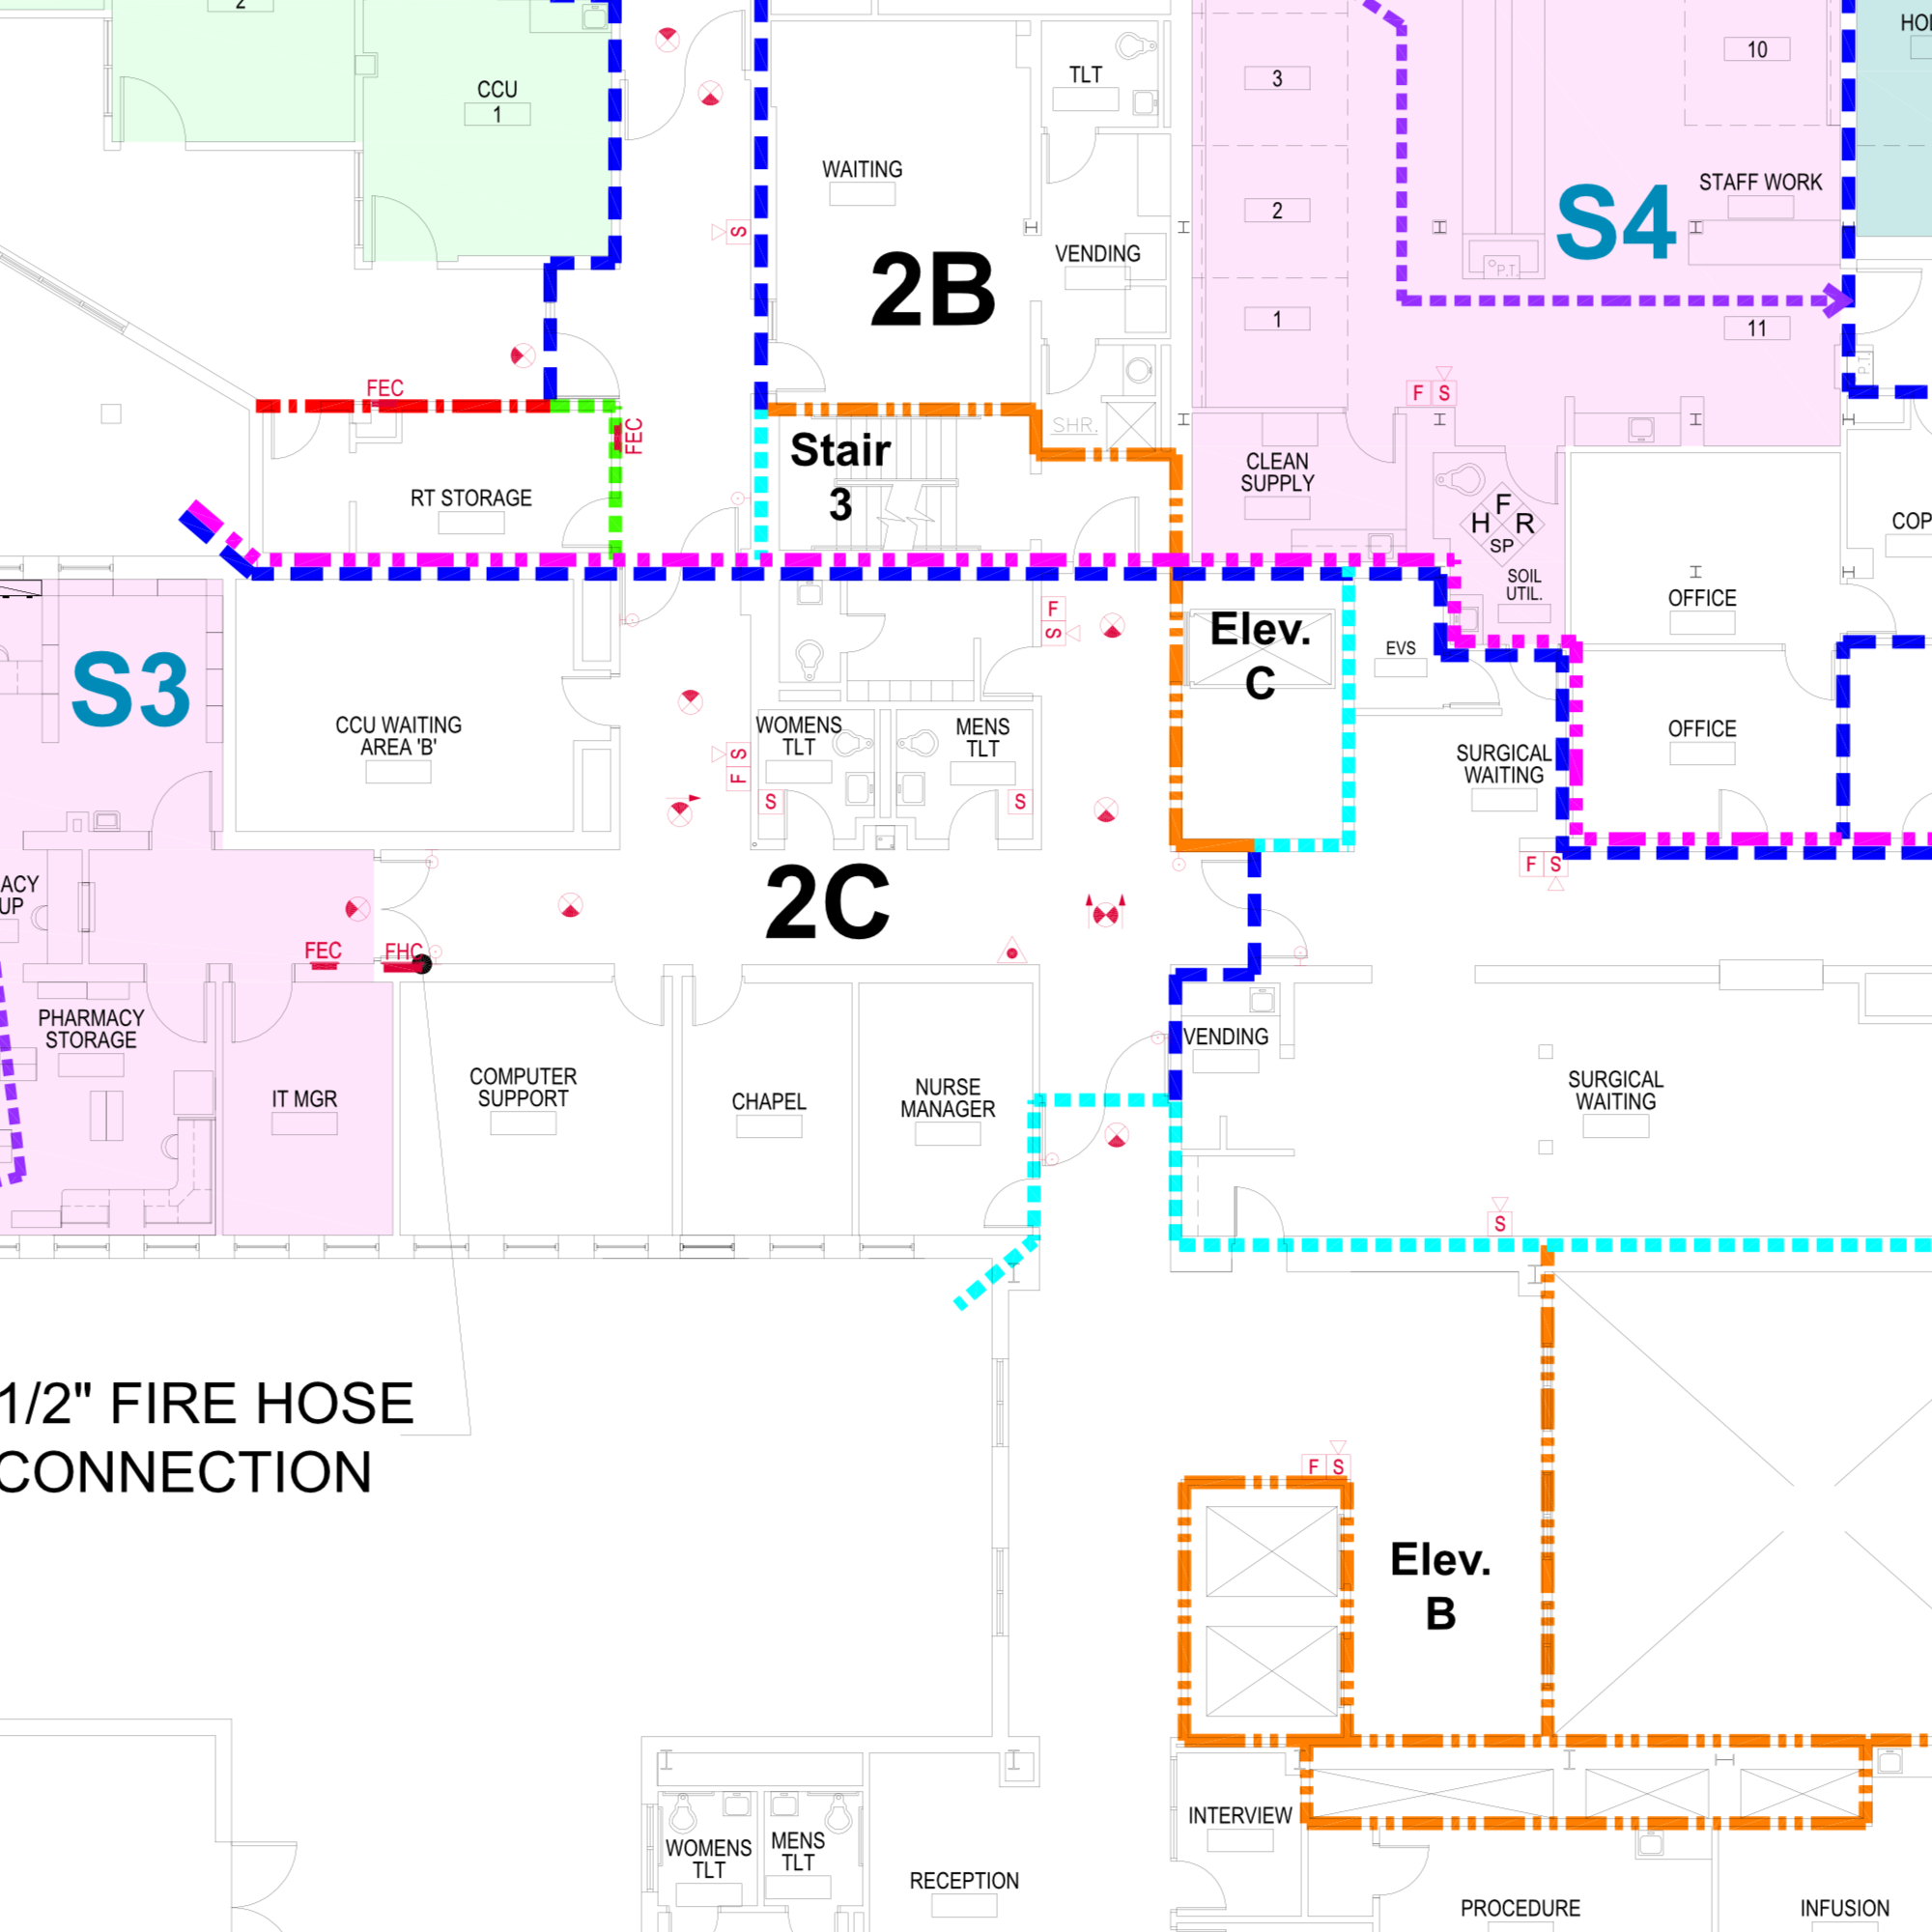 2
HO
CCU
1
TLT
3
10
WAITING
STAFF WORK
S
2
S4
2B
VENDING
P.T.
1
11
P.T.
FEC
F S
FEC
SHR.
Stair
3
CLEAN
SUPPLY
RT STORAGE
F
H R
SP
COP
SOIL
UTIL.
OFFICE
F
S
Elev.
C
EVS
S3
CCU WAITING
AREA 'B'
WOMENS
TLT
MENS
TLT
OFFICE
SURGICAL
WAITING
S
F
S
S
F S
ACY
UP
2C
FEC
FHC
PHARMACY
STORAGE
VENDING
IT MGR
COMPUTER
SUPPORT
CHAPEL
NURSE
MANAGER
SURGICAL
WAITING
S
1/2" FIRE HOSE
CONNECTION
F S
Elev.
B
INTERVIEW
WOMENS
TLT
MENS
TLT
RECEPTION
PROCEDURE
INFUSION